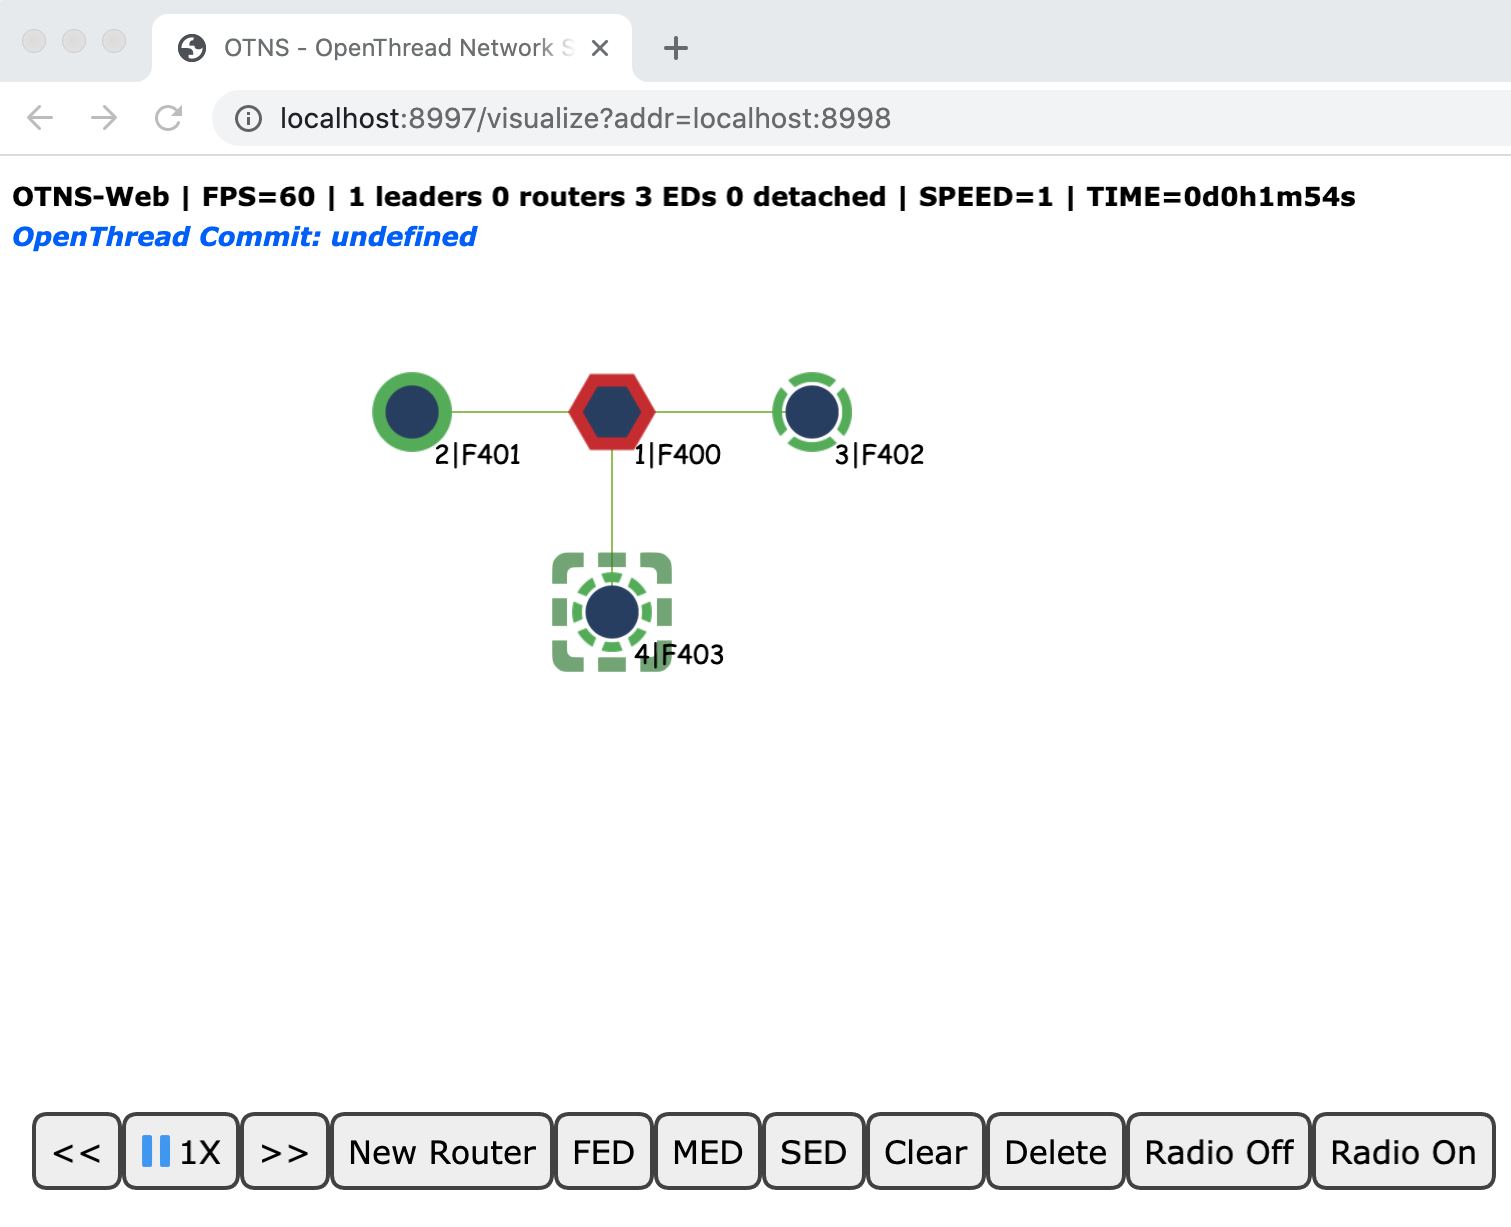 OTNS - OpenThread Network S
localhost:8997/visualize?addr=localhost:8998
OTNS-Web | FPS=60 | 1 leaders 0 routers 3 EDs 0 detached | SPEED=1 | TIME=0d0h1m54s
OpenThread Commit: undefined
2|F401
1|F400
3|F402
4|F403
<< 1X >> New Router FED MED SED Clear Delete Radio Off Radio On